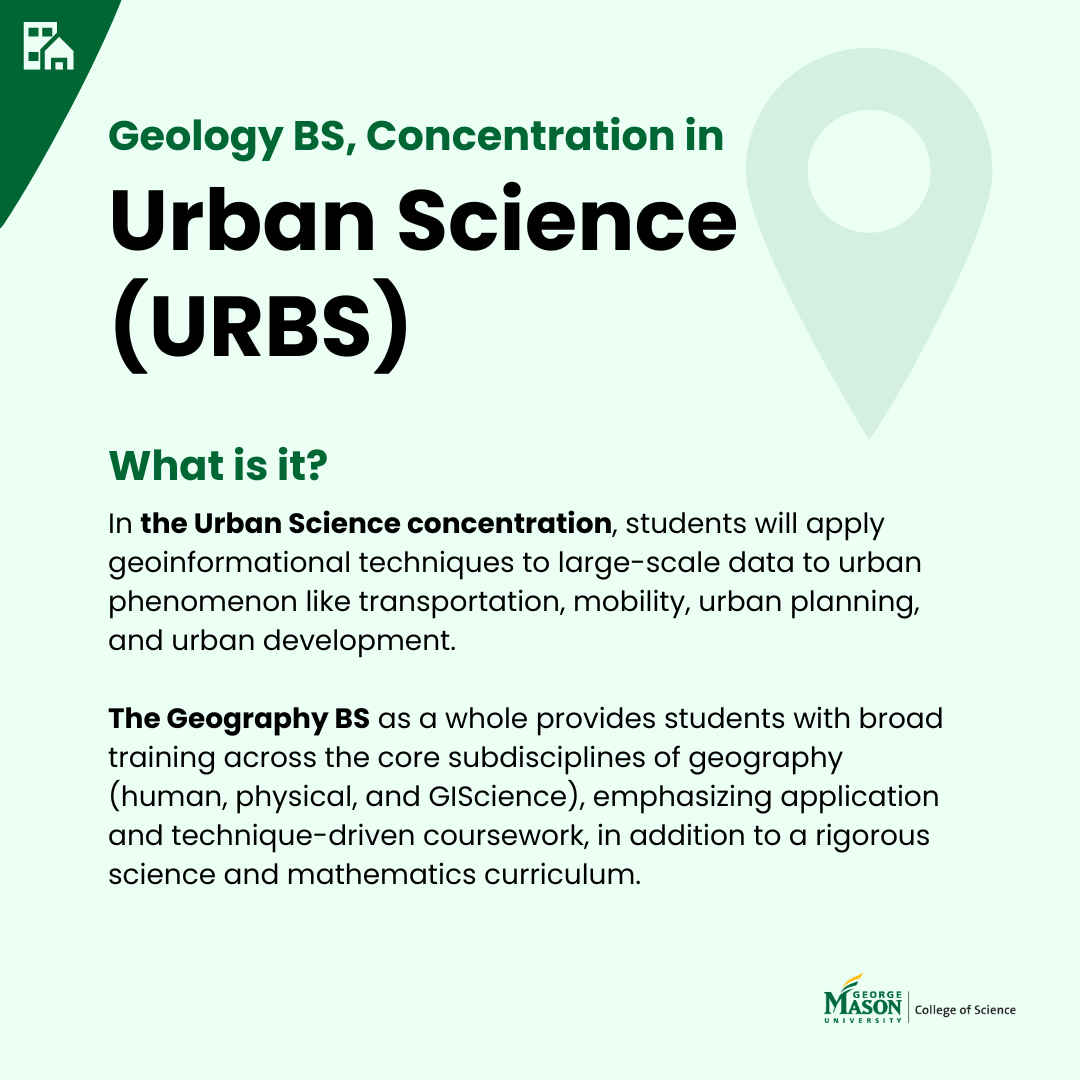 Geology BS, Concentration in
Urban Science
(URBS)
What is it?
In the Urban Science concentration, students will apply
geoinformational techniques to large-scale data to urban
phenomenon like transportation, mobility, urban planning,
and urban development.
The Geography BS as a whole provides students with broad
training across the core subdisciplines of geography
(human, physical, and GIScience), emphasizing application
and technique-driven coursework, in addition to a rigorous
science and mathematics curriculum.
GEORGE
MASON
UNIVERSITY
College of Science